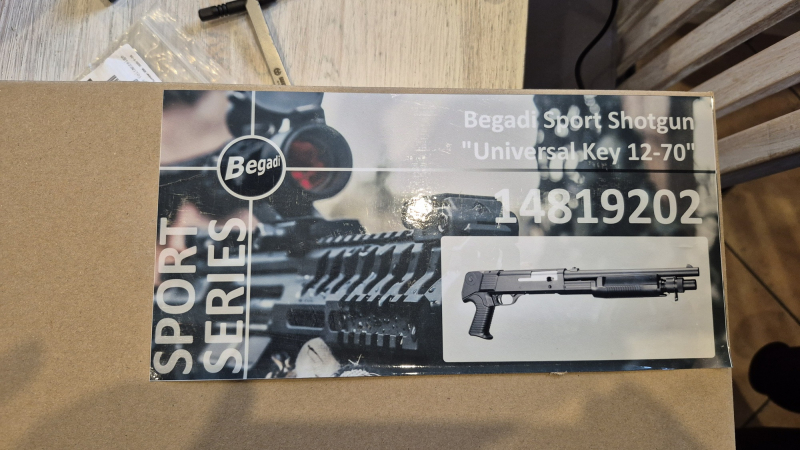 Begadi
Begadi Sport Shotgun
"Universal Key 12-70"
14819202
SPORT
SERIES